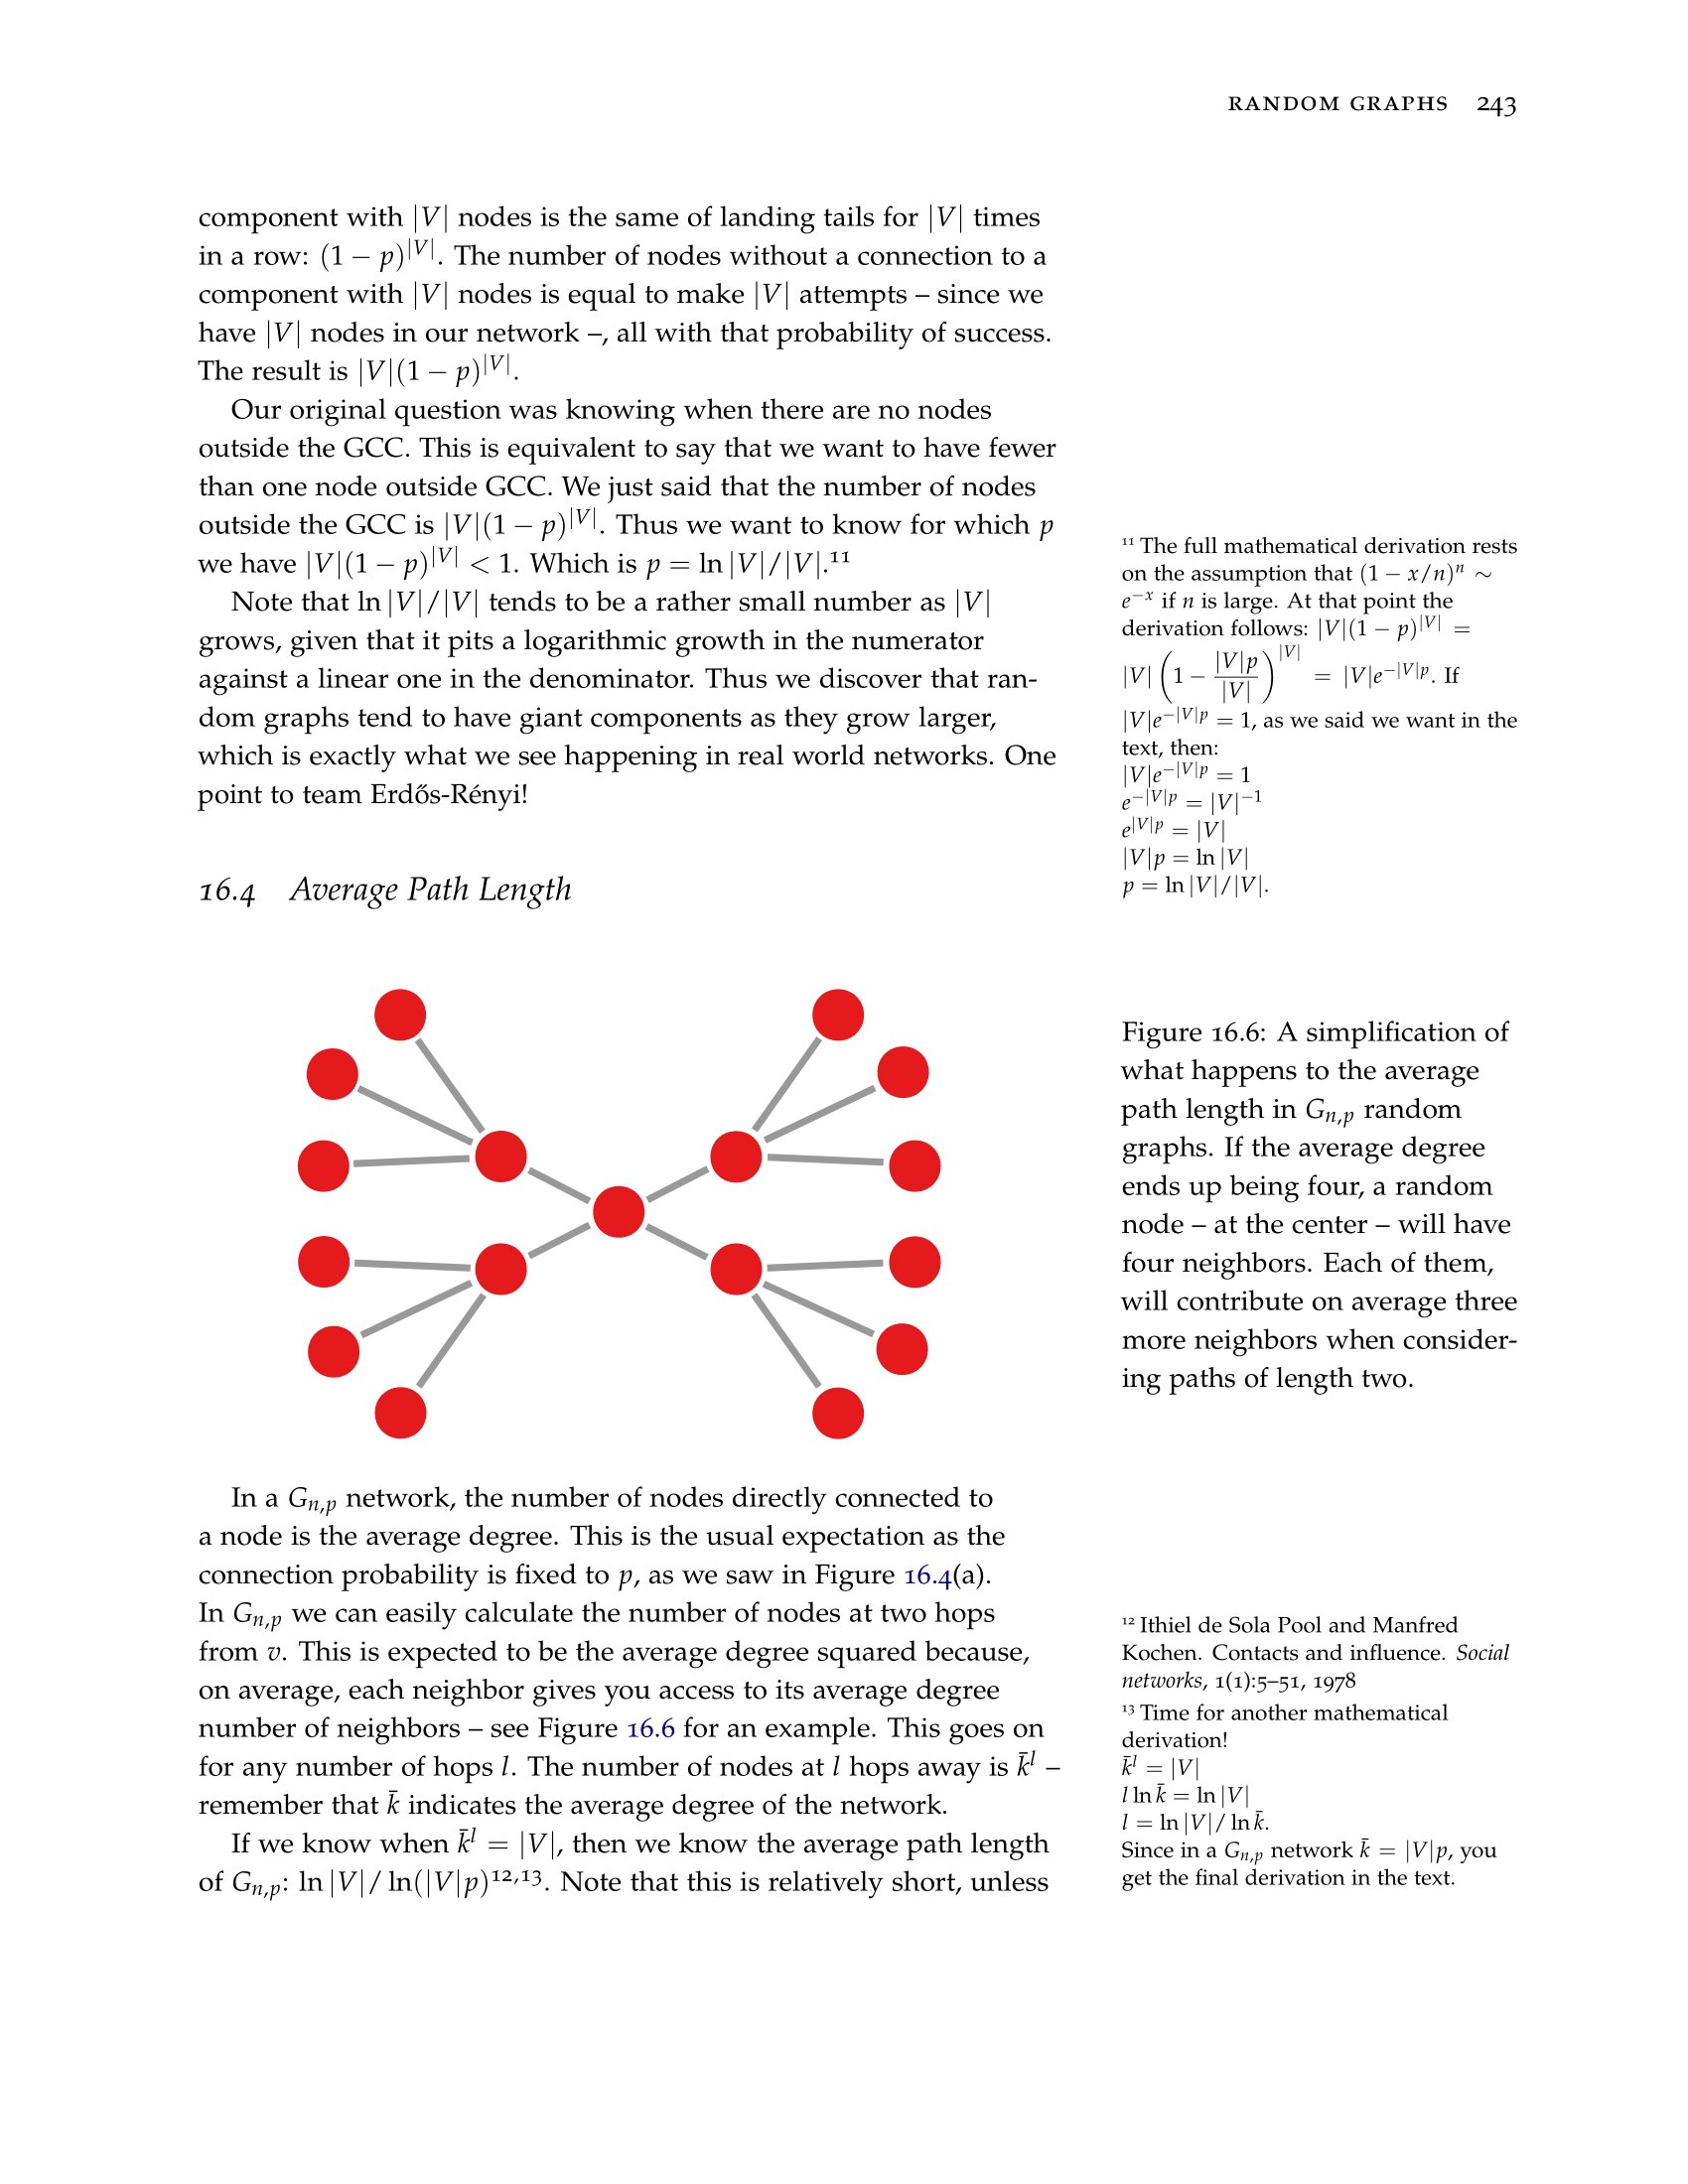 RANDOM GRAPHS 243
component with |V| nodes is the same of landing tails for |V| times
in a row: (1 − p)^|V|. The number of nodes without a connection to a
component with |V| nodes is equal to make |V| attempts – since we
have |V| nodes in our network –, all with that probability of success.
The result is |V|(1 − p)^|V|.
Our original question was knowing when there are no nodes
outside the GCC. This is equivalent to say that we want to have fewer
than one node outside GCC. We just said that the number of nodes
outside the GCC is |V|(1 − p)^|V|. Thus we want to know for which p
we have |V|(1 − p)^|V| < 1. Which is p = ln |V|/|V|.¹¹
Note that ln |V|/|V| tends to be a rather small number as |V|
grows, given that it pits a logarithmic growth in the numerator
against a linear one in the denominator. Thus we discover that ran-
dom graphs tend to have giant components as they grow larger,
which is exactly what we see happening in real world networks. One
point to team Erdős-Rényi!
¹¹ The full mathematical derivation rests
on the assumption that (1 − x/n)^n ∼
e^−x if n is large. At that point the
derivation follows: |V|(1 − p)^|V| =
|V| (1 − |V|p/|V|)^|V| = |V|e^−|V|p. If
|V|e^−|V|p = 1, as we said we want in the
text, then:
|V|e^−|V|p = 1
e^−|V|p = |V|^−1
e^|V|p = |V|
|V|p = ln |V|
p = ln |V|/|V|.
16.4 Average Path Length
Figure 16.6: A simplification of
what happens to the average
path length in G_n,p random
graphs. If the average degree
ends up being four, a random
node – at the center – will have
four neighbors. Each of them,
will contribute on average three
more neighbors when consider-
ing paths of length two.
In a G_n,p network, the number of nodes directly connected to
a node is the average degree. This is the usual expectation as the
connection probability is fixed to p, as we saw in Figure 16.4(a).
In G_n,p we can easily calculate the number of nodes at two hops
from v. This is expected to be the average degree squared because,
on average, each neighbor gives you access to its average degree
number of neighbors – see Figure 16.6 for an example. This goes on
for any number of hops l. The number of nodes at l hops away is k̄^l –
remember that k̄ indicates the average degree of the network.
If we know when k̄^l = |V|, then we know the average path length
of G_n,p: ln |V|/ ln(|V|p)¹²,¹³. Note that this is relatively short, unless
¹² Ithiel de Sola Pool and Manfred
Kochen. Contacts and influence. Social
networks, 1(1):5–51, 1978
¹³ Time for another mathematical
derivation!
k̄^l = |V|
l ln k̄ = ln |V|
l = ln |V|/ ln k̄.
Since in a G_n,p network k̄ = |V|p, you
get the final derivation in the text.